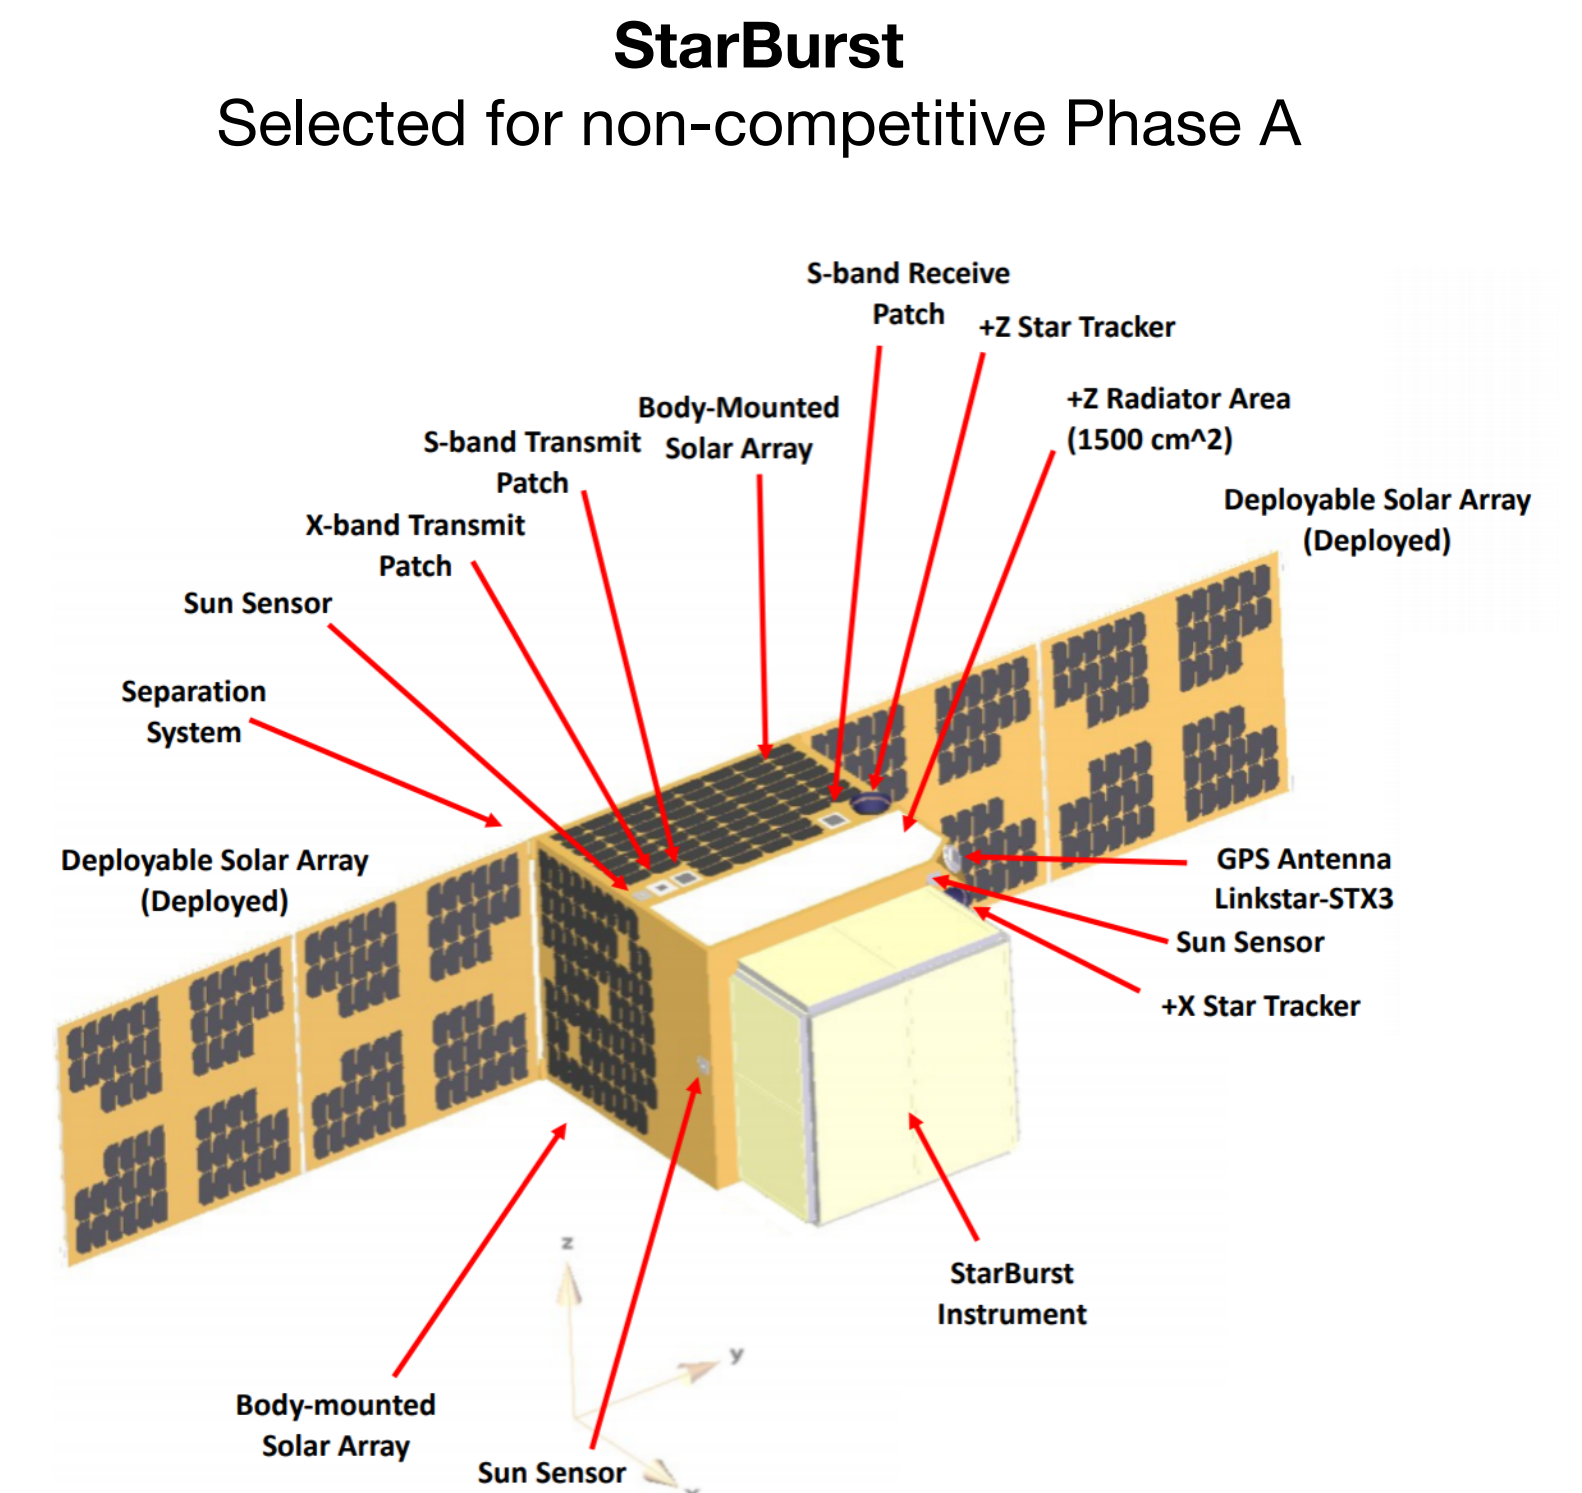 StarBurst
Selected for non-competitive Phase A
S-band Receive
Patch
+Z Star Tracker
+Z Radiator Area
(1500 cm^2)
Body-Mounted
Solar Array
S-band Transmit
Patch
X-band Transmit
Patch
Deployable Solar Array
(Deployed)
Sun Sensor
Separation
System
Deployable Solar Array
(Deployed)
GPS Antenna
Linkstar-STX3
Sun Sensor
+X Star Tracker
StarBurst
Instrument
z
y
Body-mounted
Solar Array
Sun Sensor